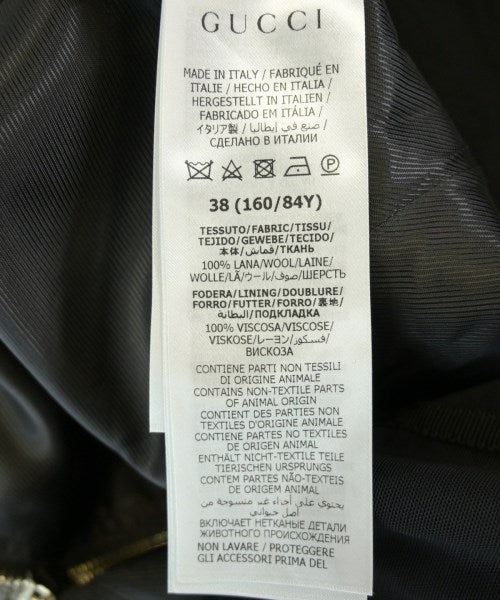 GUCCI
MADE IN ITALY / FABRIQUÉ EN
ITALIE / HECHO EN ITALIA /
HERGESTELLT IN ITALIEN /
FABRICADO EM ITÁLIA /
イタリア製 / صنع في إيطاليا /
СДЕЛАНО В ИТАЛИИ
P
38 (160/84Y)
TESSUTO/FABRIC/TISSU/
TEJIDO/GEWEBE/TECIDO/
本体/قماش/ТКАНЬ
100% LANA/WOOL/LAINE/
WOLLE/LÃ/ウール/صوف/ШЕРСТЬ
FODERA/LINING/DOUBLURE/
FORRO/FUTTER/FORRO/裏地/
البطانة/ПОДКЛАДКА
100% VISCOSA/VISCOSE/
VISKOSE/レーヨン/فسكوز/
ВИСКОЗА
CONTIENE PARTI NON TESSILI
DI ORIGINE ANIMALE
CONTAINS NON-TEXTILE PARTS
OF ANIMAL ORIGIN
CONTIENT DES PARTIES NON
TEXTILES D'ORIGINE ANIMALE
CONTIENE PARTES NO TEXTILES
DE ORIGEN ANIMAL
ENTHÄLT NICHT-TEXTILE TEILE
TIERISCHEN URSPRUNGS
CONTEM PARTES NÃO-TEXTEIS
DE ORIGEM ANIMAL
يحتوي على أجزاء غير منسوجة من
أصل حيواني
ВКЛЮЧАЕТ НЕТКАНЫЕ ДЕТАЛИ
ЖИВОТНОГО ПРОИСХОЖДЕНИЯ
NON LAVARE / PROTEGGERE
GLI ACCESSORI PRIMA DEL